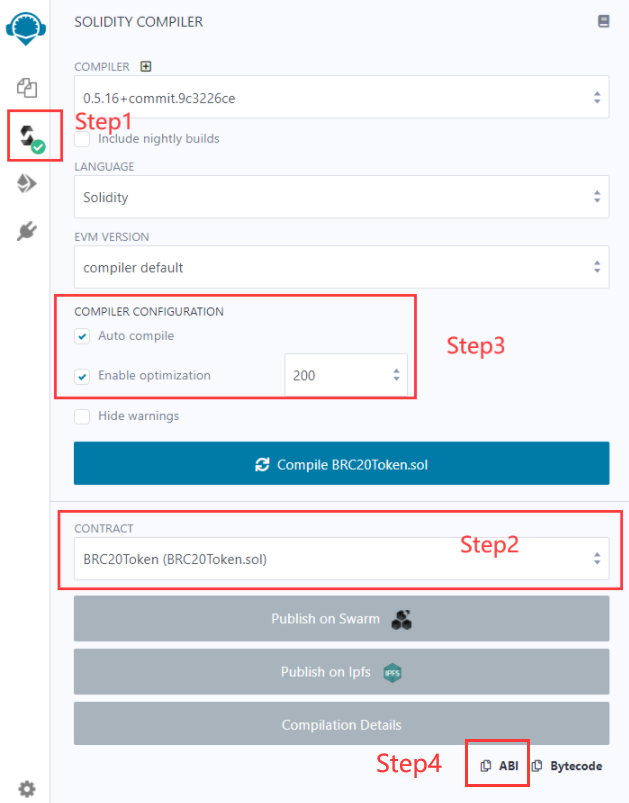 SOLIDITY COMPILER
COMPILER
0.5.16+commit.9c3226ce
Step1
Include nightly builds
LANGUAGE
Solidity
EVM VERSION
compiler default
COMPILER CONFIGURATION
Auto compile
Step3
Enable optimization 200
Hide warnings
Compile BRC20Token.sol
CONTRACT
Step2
BRC20Token (BRC20Token.sol)
Publish on Swarm
Publish on Ipfs IPFS
Compilation Details
Step4 ABI Bytecode